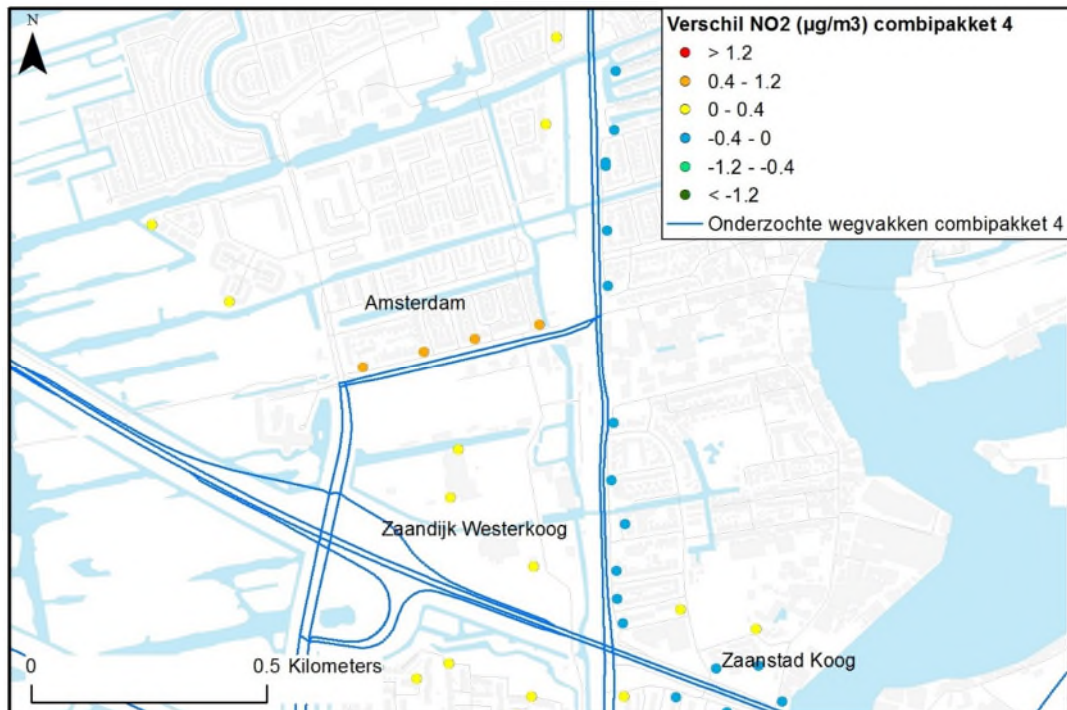 N
Verschil NO2 (µg/m3) combipakket 4
> 1.2
0.4 - 1.2
0 - 0.4
-0.4 - 0
-1.2 - -0.4
< -1.2
Onderzochte wegvakken combipakket 4
Amsterdam
Zaandijk Westerkoog
Zaanstad Koog
0 0.5 Kilometers